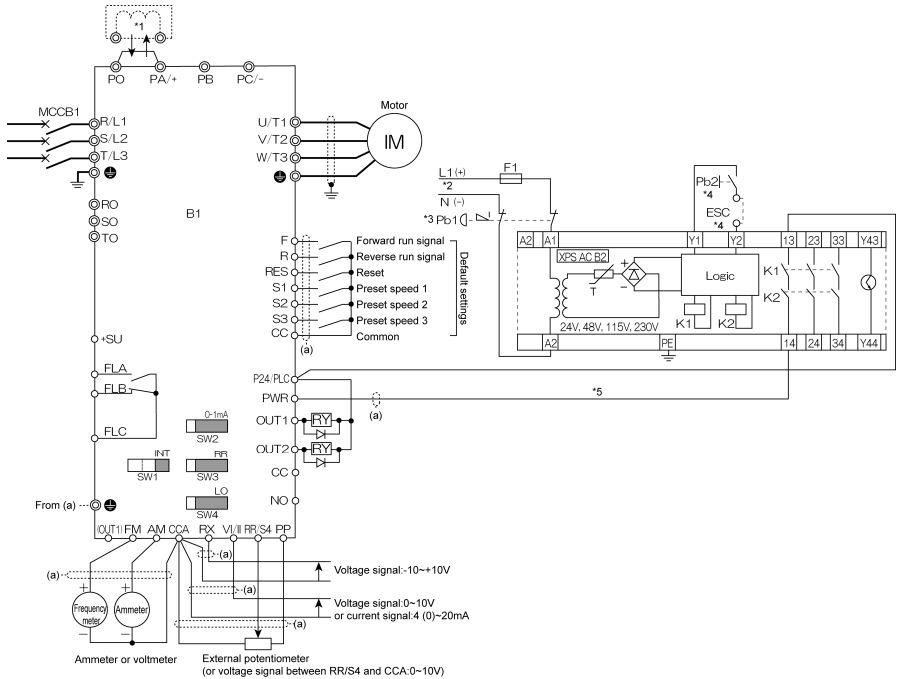 *1
PO PA/+ PB PC/-
MCCB1
R/L1
S/L2
T/L3
U/T1
V/T2
W/T3
Motor
IM
RO
SO
TO
B1
F
R
RES
S1
S2
S3
CC
Forward run signal
Reverse run signal
Reset
Preset speed 1
Preset speed 2
Preset speed 3
Common
Default settings
(a)
L1 (+)
*2
N (-)
F1
*3 Pb1
Pb2
*4
ESC
*4
A2 A1 Y1 Y2 13 23 33 Y43
XPS AC B2
T
+
-
Logic
K1
K2
K1 K2
24V, 48V, 115V, 230V
A2 PE 14 24 34 Y44
+SU
FLA
FLB
FLC
P24/PLC
PWR
(a)
*5
OUT1
RY
OUT2
RY
CC
NO
0-1mA
SW2
INT
SW1
RR
SW3
LO
SW4
From (a)
(OUT1) FM AM CCA RX VI/II RR/S4 PP
(a)
(a)
(a)
(a)
Voltage signal:-10~+10V
Voltage signal:0~10V
or current signal:4 (0)~20mA
+ +
Frequency
meter
Ammeter
- -
Ammeter or voltmeter
External potentiometer
(or voltage signal between RR/S4 and CCA:0~10V)